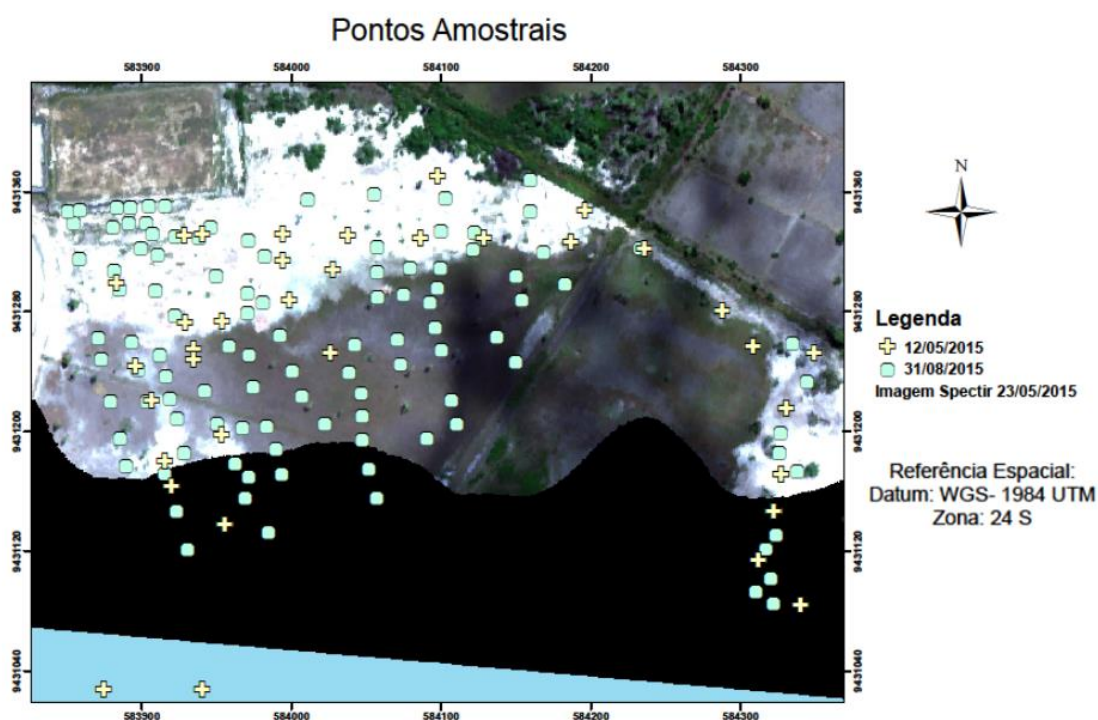 Pontos Amostrais
583900 584000 584100 584200 584300
9431360 9431360
9431280 9431280
9431200 9431200
9431120 9431120
9431040 9431040
583900 584000 584100 584200 584300
N
Legenda
12/05/2015
31/08/2015
Imagem Spectir 23/05/2015
Referência Espacial:
Datum: WGS- 1984 UTM
Zona: 24 S